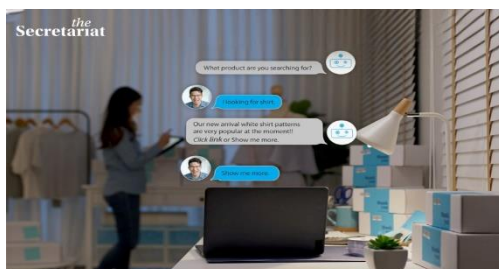 the
Secretariat
What product are you searching for?
I looking for shirt.
Our new arrival white shirt patterns
are very popular at the moment!!
Click link or Show me more.
Show me more.